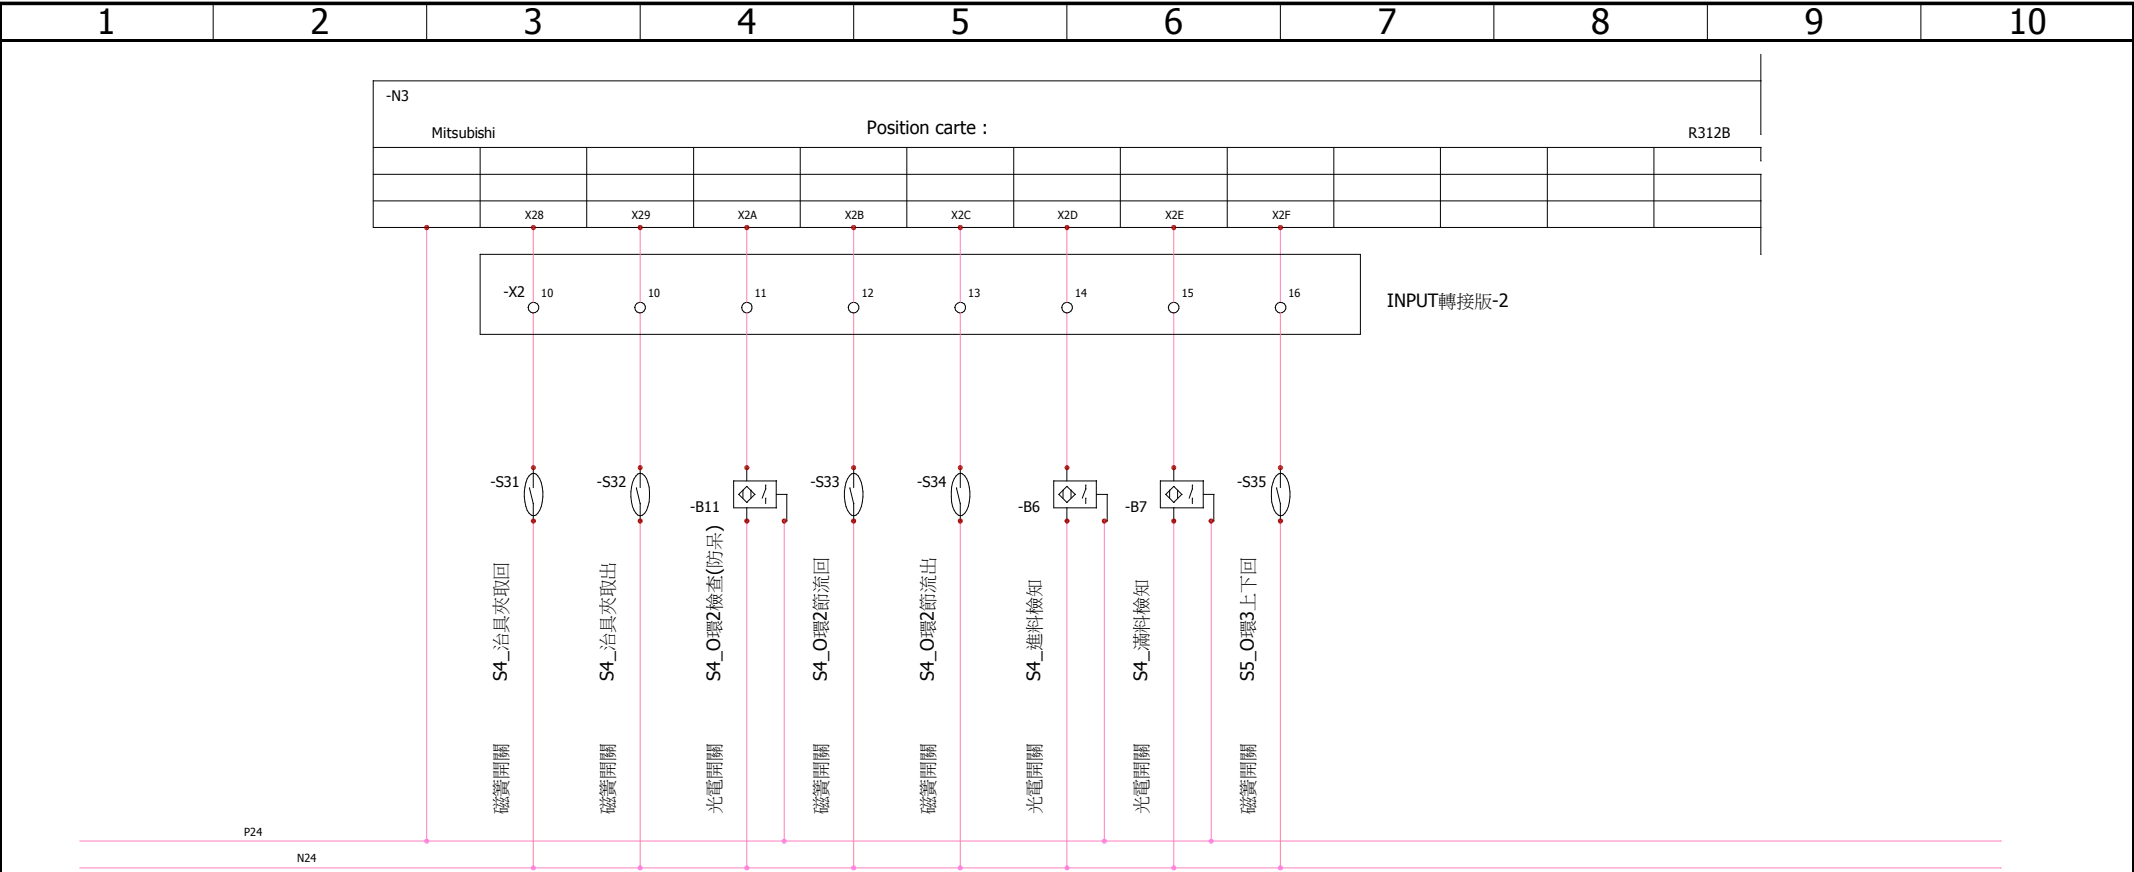 1 2 3 4 5 6 7 8 9 10
-N3
Mitsubishi Position carte : R312B
X28 X29 X2A X2B X2C X2D X2E X2F
-X2 10 10 11 12 13 14 15 16
INPUT轉接版-2
-S31 -S32 -B11 -S33 -S34 -B6 -B7 -S35
S4_治具夾取回
S4_治具夾取出
S4_O環2檢查(防呆)
S4_O環2節流回
S4_O環2節流出
S4_進料檢知
S4_滿料檢知
S5_O環3上下回
磁簧開關
磁簧開關
光電開關
磁簧開關
磁簧開關
光電開關
光電開關
磁簧開關
P24
N24